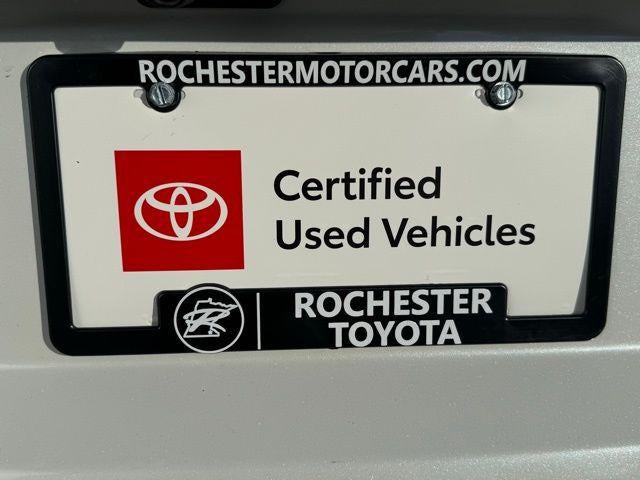 ROCHESTERMOTORCARS.COM
Certified
Used Vehicles
ROCHESTER
TOYOTA